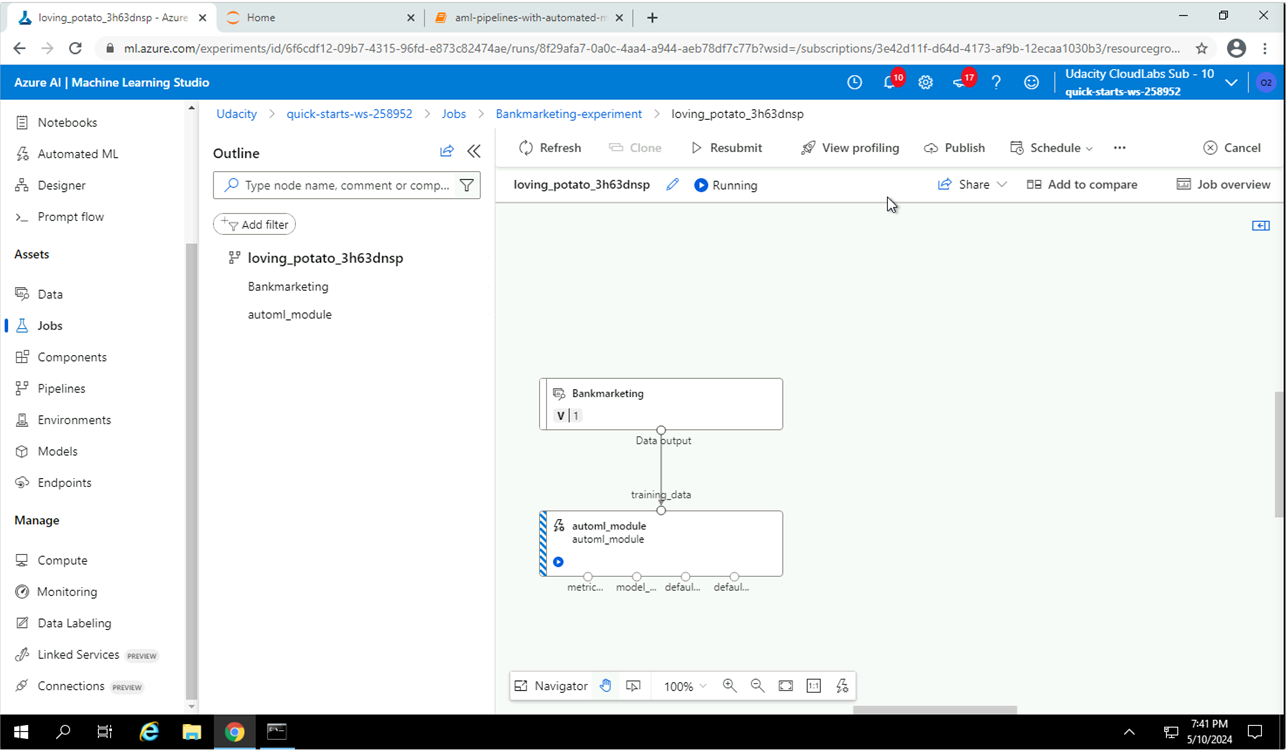 loving_potato_3h63dnsp - Azure
Home
aml-pipelines-with-automated-m
ml.azure.com/experiments/id/6f6cdf12-09b7-4315-96fd-e873c82474ae/runs/8f29afa7-0a0c-4aa4-a944-aeb78df7c77b?wsid=/subscriptions/3e42d11f-d64d-4173-af9b-12ecaa1030b3/resourcegro...
Azure AI | Machine Learning Studio
10
17
Udacity CloudLabs Sub - 10
quick-starts-ws-258952
O2
Notebooks
Automated ML
Designer
Prompt flow
Assets
Data
Jobs
Components
Pipelines
Environments
Models
Endpoints
Manage
Compute
Monitoring
Data Labeling
Linked Services PREVIEW
Connections PREVIEW
Udacity > quick-starts-ws-258952 > Jobs > Bankmarketing-experiment > loving_potato_3h63dnsp
Outline
Type node name, comment or comp...
Add filter
loving_potato_3h63dnsp
Bankmarketing
automl_module
Refresh Clone Resubmit View profiling Publish Schedule ... Cancel
loving_potato_3h63dnsp Running Share Add to compare Job overview
Bankmarketing
V | 1
Data output
training_data
automl_module
automl_module
metric... model_... defaul... defaul...
Navigator 100% 1:1
7:41 PM
5/10/2024